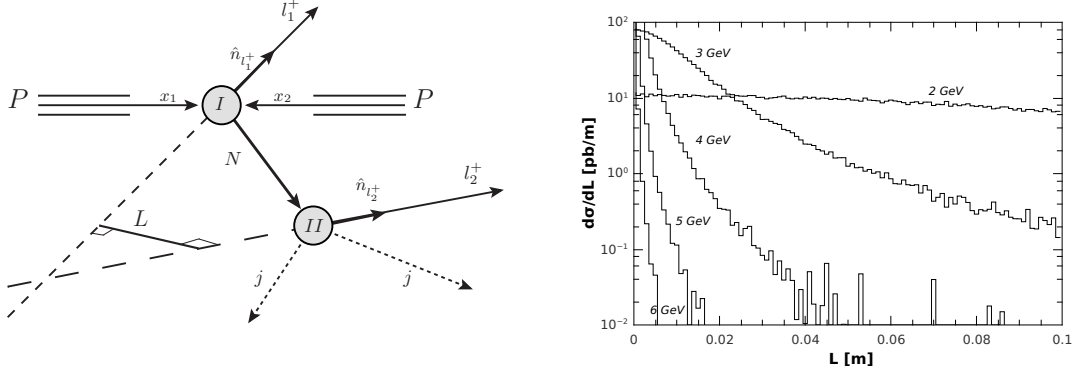 l₁⁺
n̂_{l₁⁺}
P x₁ I x₂ P
N
l₂⁺
n̂_{l₂⁺}
L
II
j j
10²
10¹
10⁰
10⁻¹
10⁻²
dσ/dL [pb/m]
3 GeV
2 GeV
4 GeV
5 GeV
6 GeV
0 0.02 0.04 0.06 0.08 0.1
L [m]